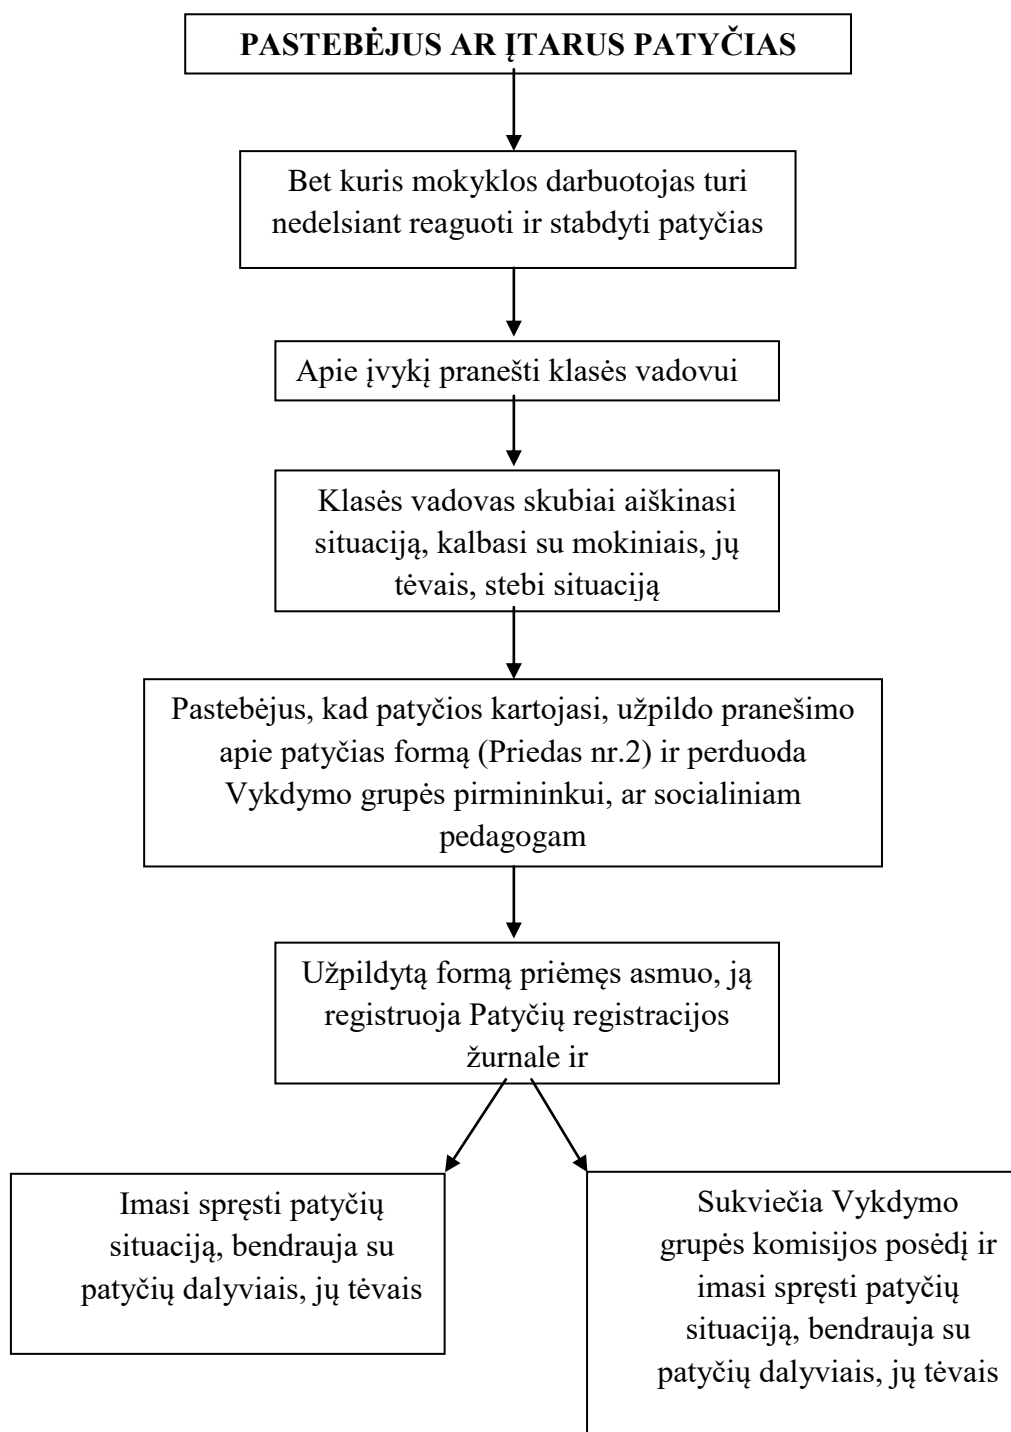 PASTEBĖJUS AR ĮTARUS PATYČIAS
Bet kuris mokyklos darbuotojas turi
nedelsiant reaguoti ir stabdyti patyčias
Apie įvykį pranešti klasės vadovui
Klasės vadovas skubiai aiškinasi
situaciją, kalbasi su mokiniais, jų
tėvais, stebi situaciją
Pastebėjus, kad patyčios kartojasi, užpildo pranešimo
apie patyčias formą (Priedas nr.2) ir perduoda
Vykdymo grupės pirmininkui, ar socialiniam
pedagogam
Užpildytą formą priėmęs asmuo, ją
registruoja Patyčių registracijos
žurnale ir
Imasi spręsti patyčių
situaciją, bendrauja su
patyčių dalyviais, jų tėvais
Sukviečia Vykdymo
grupės komisijos posėdį ir
imasi spręsti patyčių
situaciją, bendrauja su
patyčių dalyviais, jų tėvais